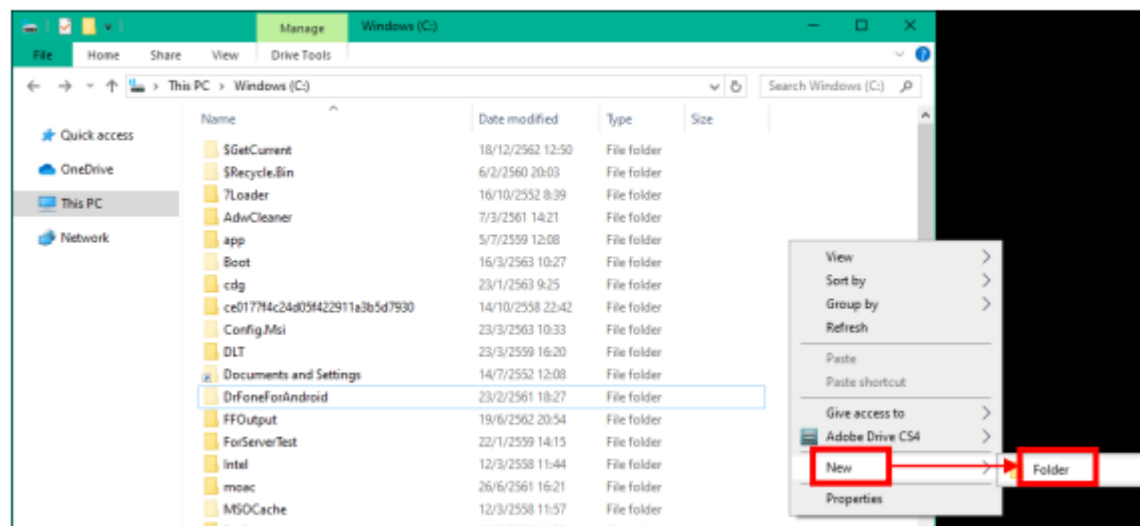 Manage Windows (C:)
File Home Share View Drive Tools
This PC > Windows (C:) Search Windows (C:)
Name Date modified Type Size
Quick access
OneDrive
This PC
Network
$GetCurrent 18/12/2562 12:50 File folder
$Recycle.Bin 6/2/2560 20:03 File folder
7Loader 16/10/2552 8:39 File folder
AdwCleaner 7/3/2561 14:21 File folder
app 5/7/2559 12:08 File folder
Boot 16/3/2563 10:27 File folder
cdg 23/1/2563 9:25 File folder
ce0177f4c24d05f422911a3b5d7930 14/10/2558 22:42 File folder
Config.Msi 23/3/2563 10:33 File folder
DLT 23/3/2559 16:20 File folder
Documents and Settings 14/7/2552 12:08 File folder
DrFoneForAndroid 23/2/2561 18:27 File folder
FFOutput 19/6/2562 20:54 File folder
ForServerTest 22/1/2559 14:15 File folder
Intel 12/3/2558 11:44 File folder
moac 26/6/2561 16:21 File folder
MSOCache 12/3/2558 11:57 File folder
View
Sort by
Group by
Refresh
Paste
Paste shortcut
Give access to
Adobe Drive CS4
New
Folder
Properties